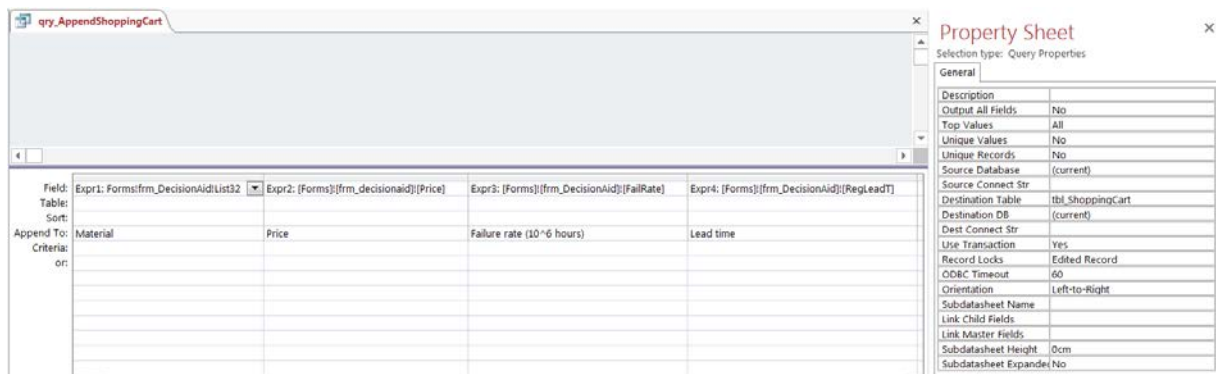 qry_AppendShoppingCart
Field: Expr1: Forms!frm_DecisionAid!List32 Expr2: [Forms]![frm_decisionaid]![Price] Expr3: [Forms]![frm_DecisionAid]![FailRate] Expr4: [Forms]![frm_DecisionAid]![RegLeadT]
Table:
Sort:
Append To: Material Price Failure rate (10^6 hours) Lead time
Criteria:
or:
Property Sheet
Selection type: Query Properties
General
Description
Output All Fields No
Top Values All
Unique Values No
Unique Records No
Source Database (current)
Source Connect Str
Destination Table tbl_ShoppingCart
Destination DB (current)
Dest Connect Str
Use Transaction Yes
Record Locks Edited Record
ODBC Timeout 60
Orientation Left-to-Right
Subdatasheet Name
Link Child Fields
Link Master Fields
Subdatasheet Height 0cm
Subdatasheet Expanded No